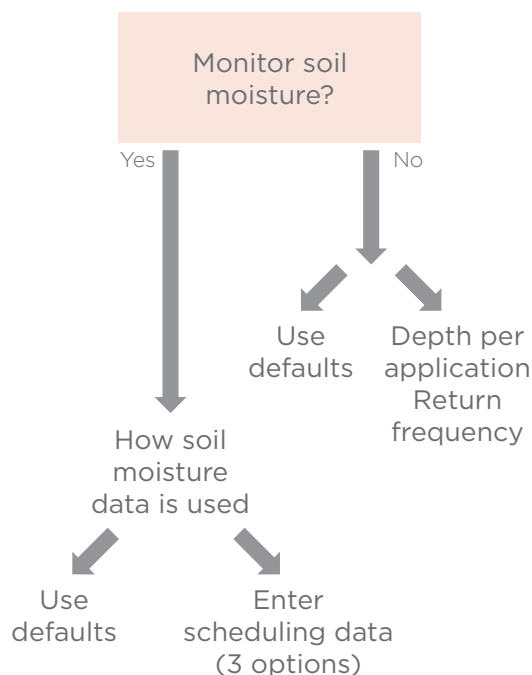 Monitor soil
moisture?
Yes
No
Use
defaults
Depth per
application
Return
frequency
How soil
moisture
data is used
Use
defaults
Enter
scheduling data
(3 options)